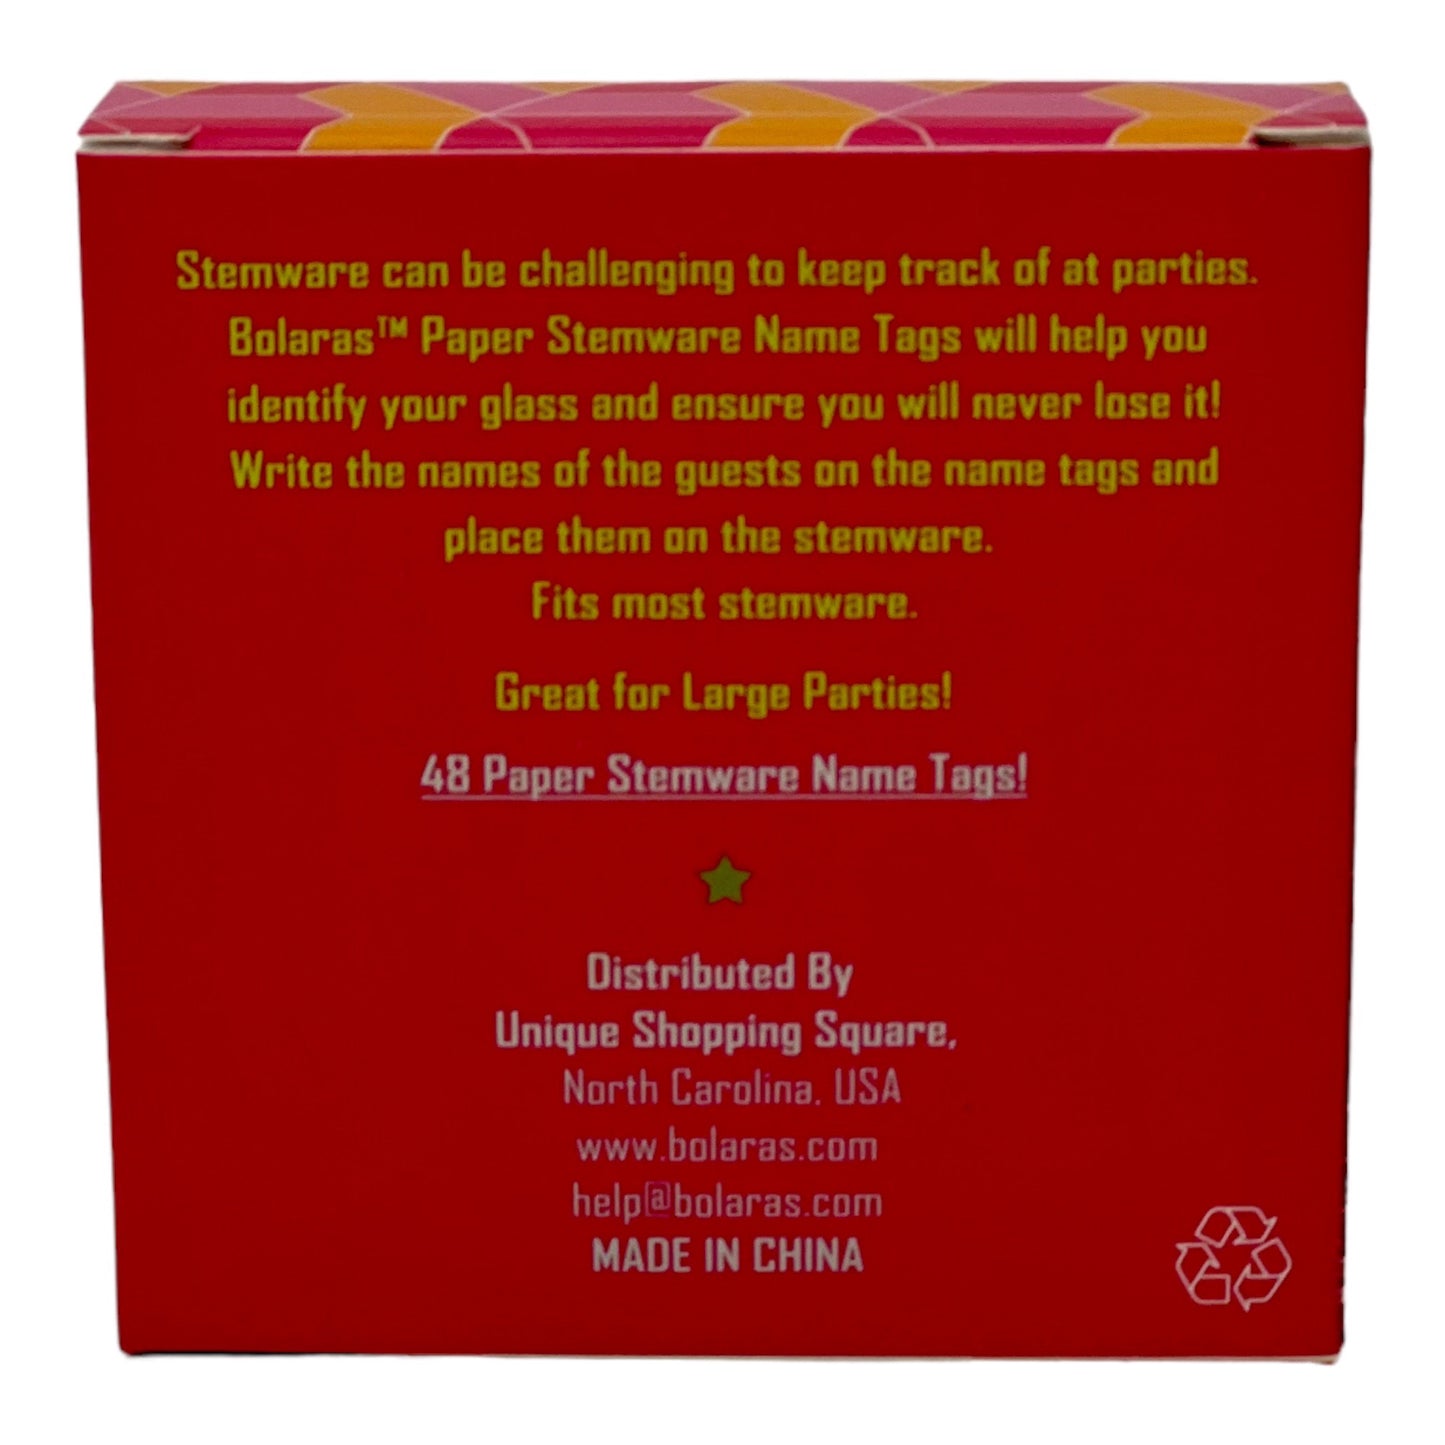 Stemware can be challenging to keep track of at parties.
Bolaras™ Paper Stemware Name Tags will help you
identify your glass and ensure you will never lose it!
Write the names of the guests on the name tags and
place them on the stemware.
Fits most stemware.
Great for Large Parties!
48 Paper Stemware Name Tags!
Distributed By
Unique Shopping Square,
North Carolina, USA
www.bolaras.com
help@bolaras.com
MADE IN CHINA